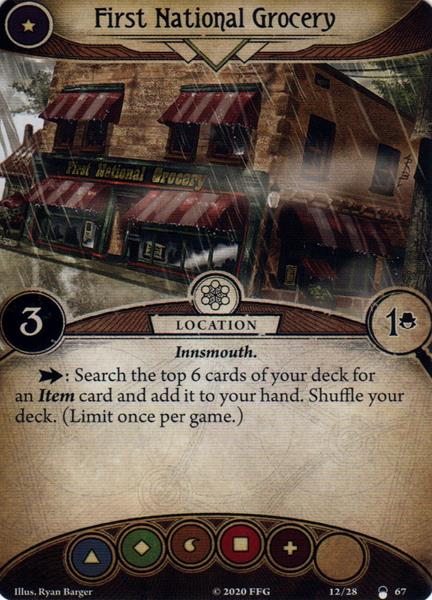 First National Grocery
First National Grocery
3
LOCATION
1
Innsmouth.
: Search the top 6 cards of your deck for
an Item card and add it to your hand. Shuffle your
deck. (Limit once per game.)
Illus. Ryan Barger
© 2020 FFG
12/28
67